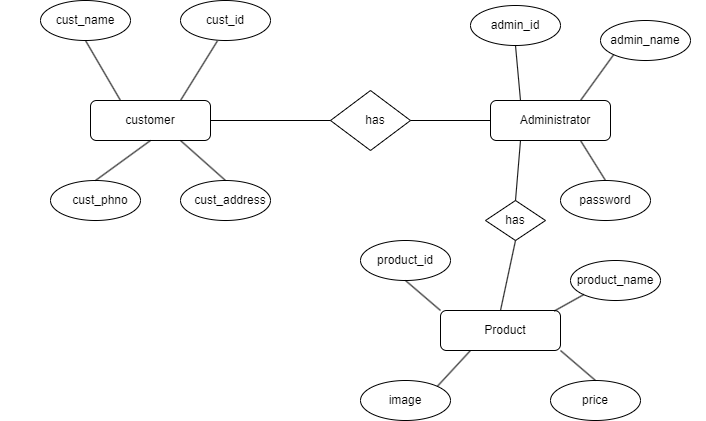 cust_name
cust_id
admin_id
admin_name
customer
has
Administrator
cust_phno
cust_address
password
has
product_id
product_name
Product
image
price